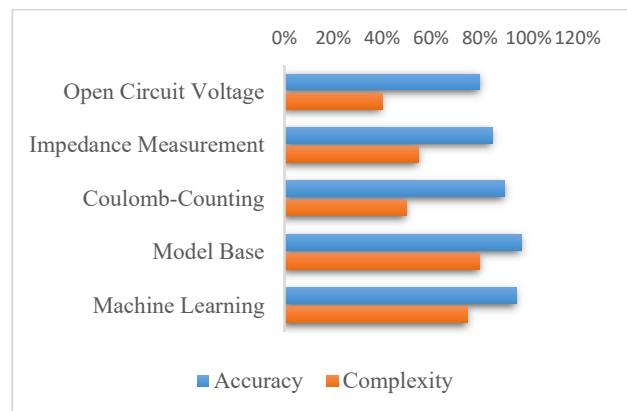 0% 20% 40% 60% 80% 100% 120%
Open Circuit Voltage
Impedance Measurement
Coulomb-Counting
Model Base
Machine Learning
Accuracy Complexity